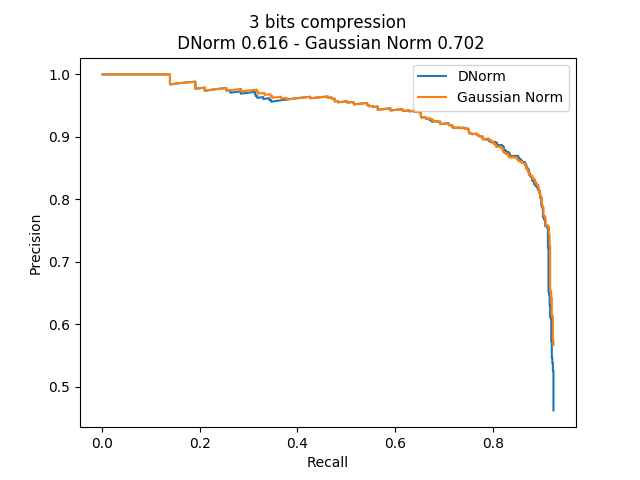 3 bits compression
DNorm 0.616 - Gaussian Norm 0.702
DNorm
Gaussian Norm
1.0
0.9
0.8
0.7
0.6
0.5
Precision
0.0
0.2
0.4
0.6
0.8
Recall